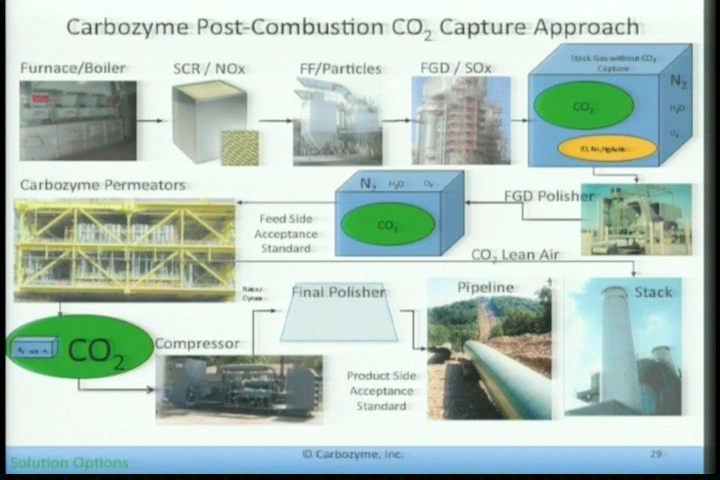 Carbozyme Post-Combustion CO2 Capture Approach
Furnace/Boiler
SCR / NOx
FF/Particles
FGD / SOx
Stack Gas without CO2
Capture
N2
H2O
O2
CO2
Carbozyme Permeators
N2 H2O O2
CO2
FGD Polisher
Feed Side
Acceptance
Standard
CO2 Lean Air
Final Polisher
Pipeline
Stack
CO2
Compressor
Product Side
Acceptance
Standard
© Carbozyme, Inc.
29
Solution Options